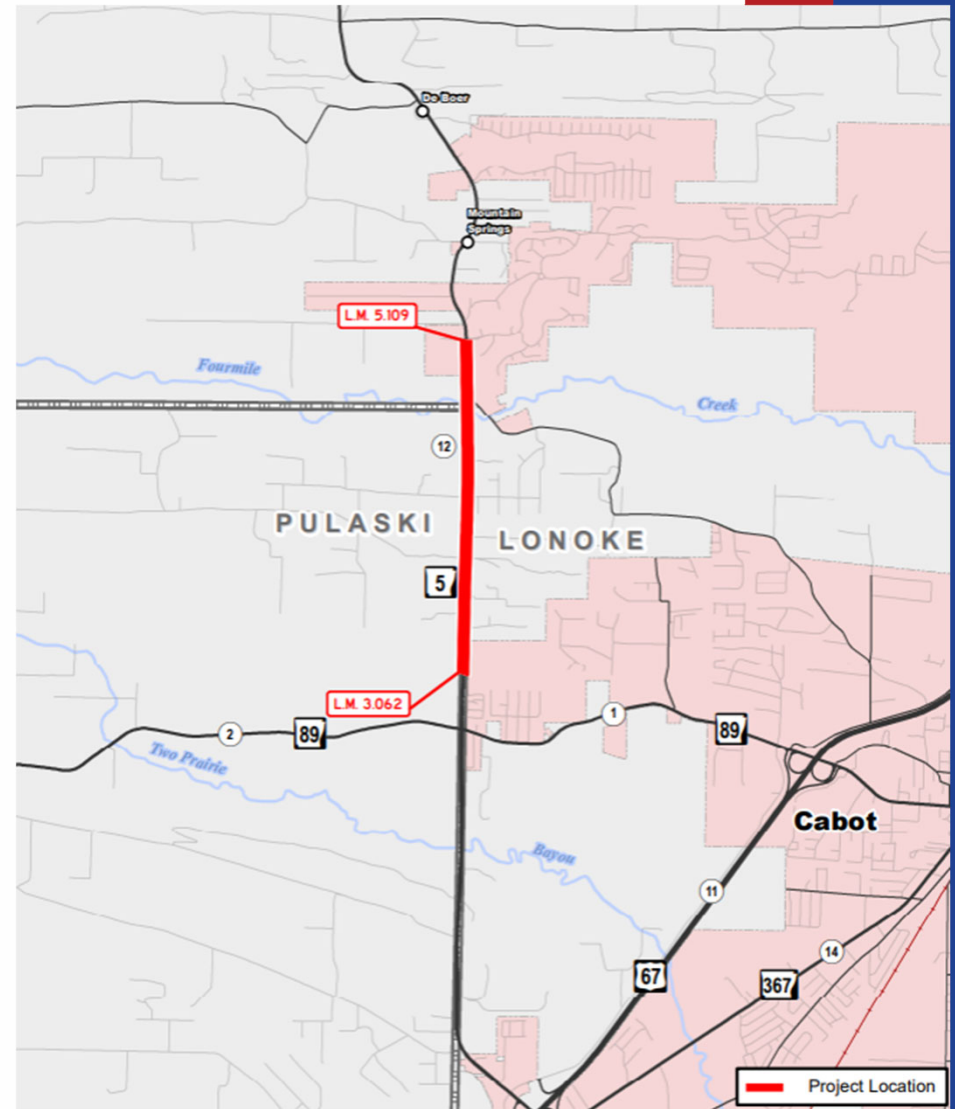 De Boer
Mountain
Springs
L.M. 5.109
Fourmile
Creek
12
PULASKI
LONOKE
5
L.M. 3.062
2
89
1
89
Two Prairie
Cabot
Bayou
11
14
67
367
Project Location